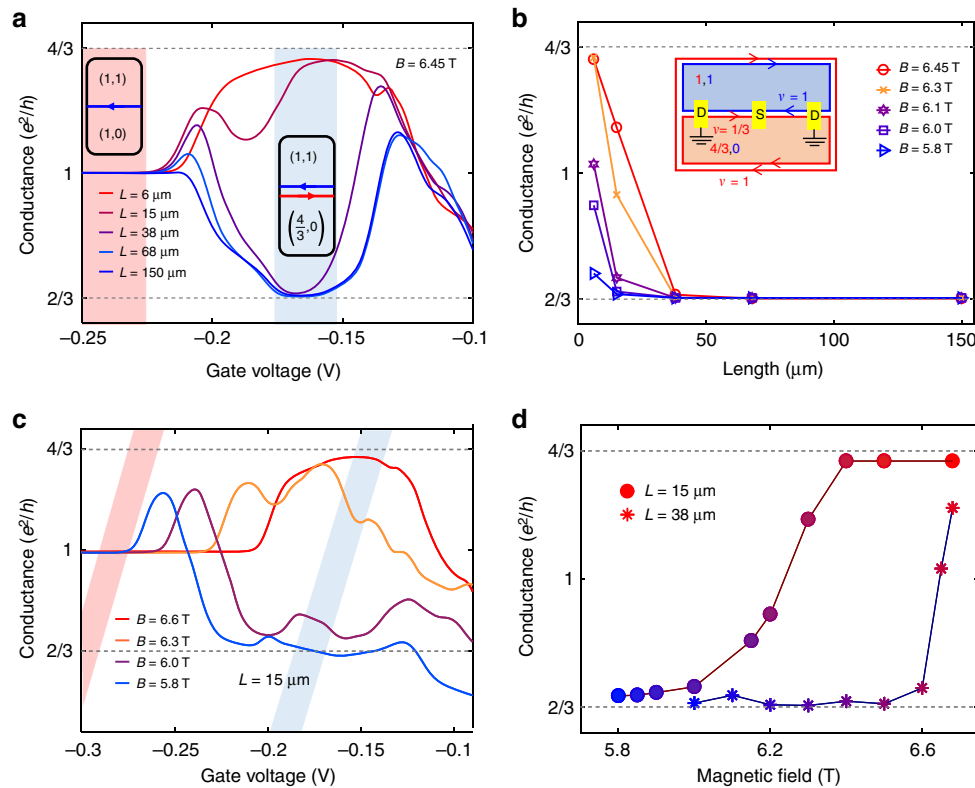 a
4/3
1
2/3
Conductance (e²/h)
B = 6.45 T
(1,1)
(1,0)
(1,1)
(4/3,0)
L = 6 μm
L = 15 μm
L = 38 μm
L = 68 μm
L = 150 μm
−0.25
−0.2
−0.15
−0.1
Gate voltage (V)
b
4/3
1
2/3
Conductance (e²/h)
1,1
ν = 1
D
S
D
ν = 1/3
4/3,0
ν = 1
B = 6.45 T
B = 6.3 T
B = 6.1 T
B = 6.0 T
B = 5.8 T
0
50
100
150
Length (μm)
c
4/3
1
2/3
Conductance (e²/h)
B = 6.6 T
B = 6.3 T
B = 6.0 T
B = 5.8 T
L = 15 μm
−0.3
−0.25
−0.2
−0.15
−0.1
Gate voltage (V)
d
4/3
1
2/3
Conductance (e²/h)
L = 15 μm
L = 38 μm
5.8
6.2
6.6
Magnetic field (T)